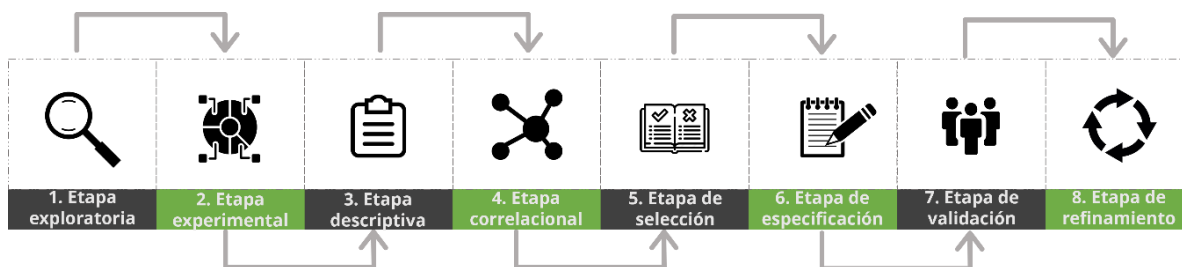 1. Etapa
exploratoria
2. Etapa
experimental
3. Etapa
descriptiva
4. Etapa
correlacional
5. Etapa de
selección
6. Etapa de
especificación
7. Etapa de
validación
8. Etapa de
refinamiento